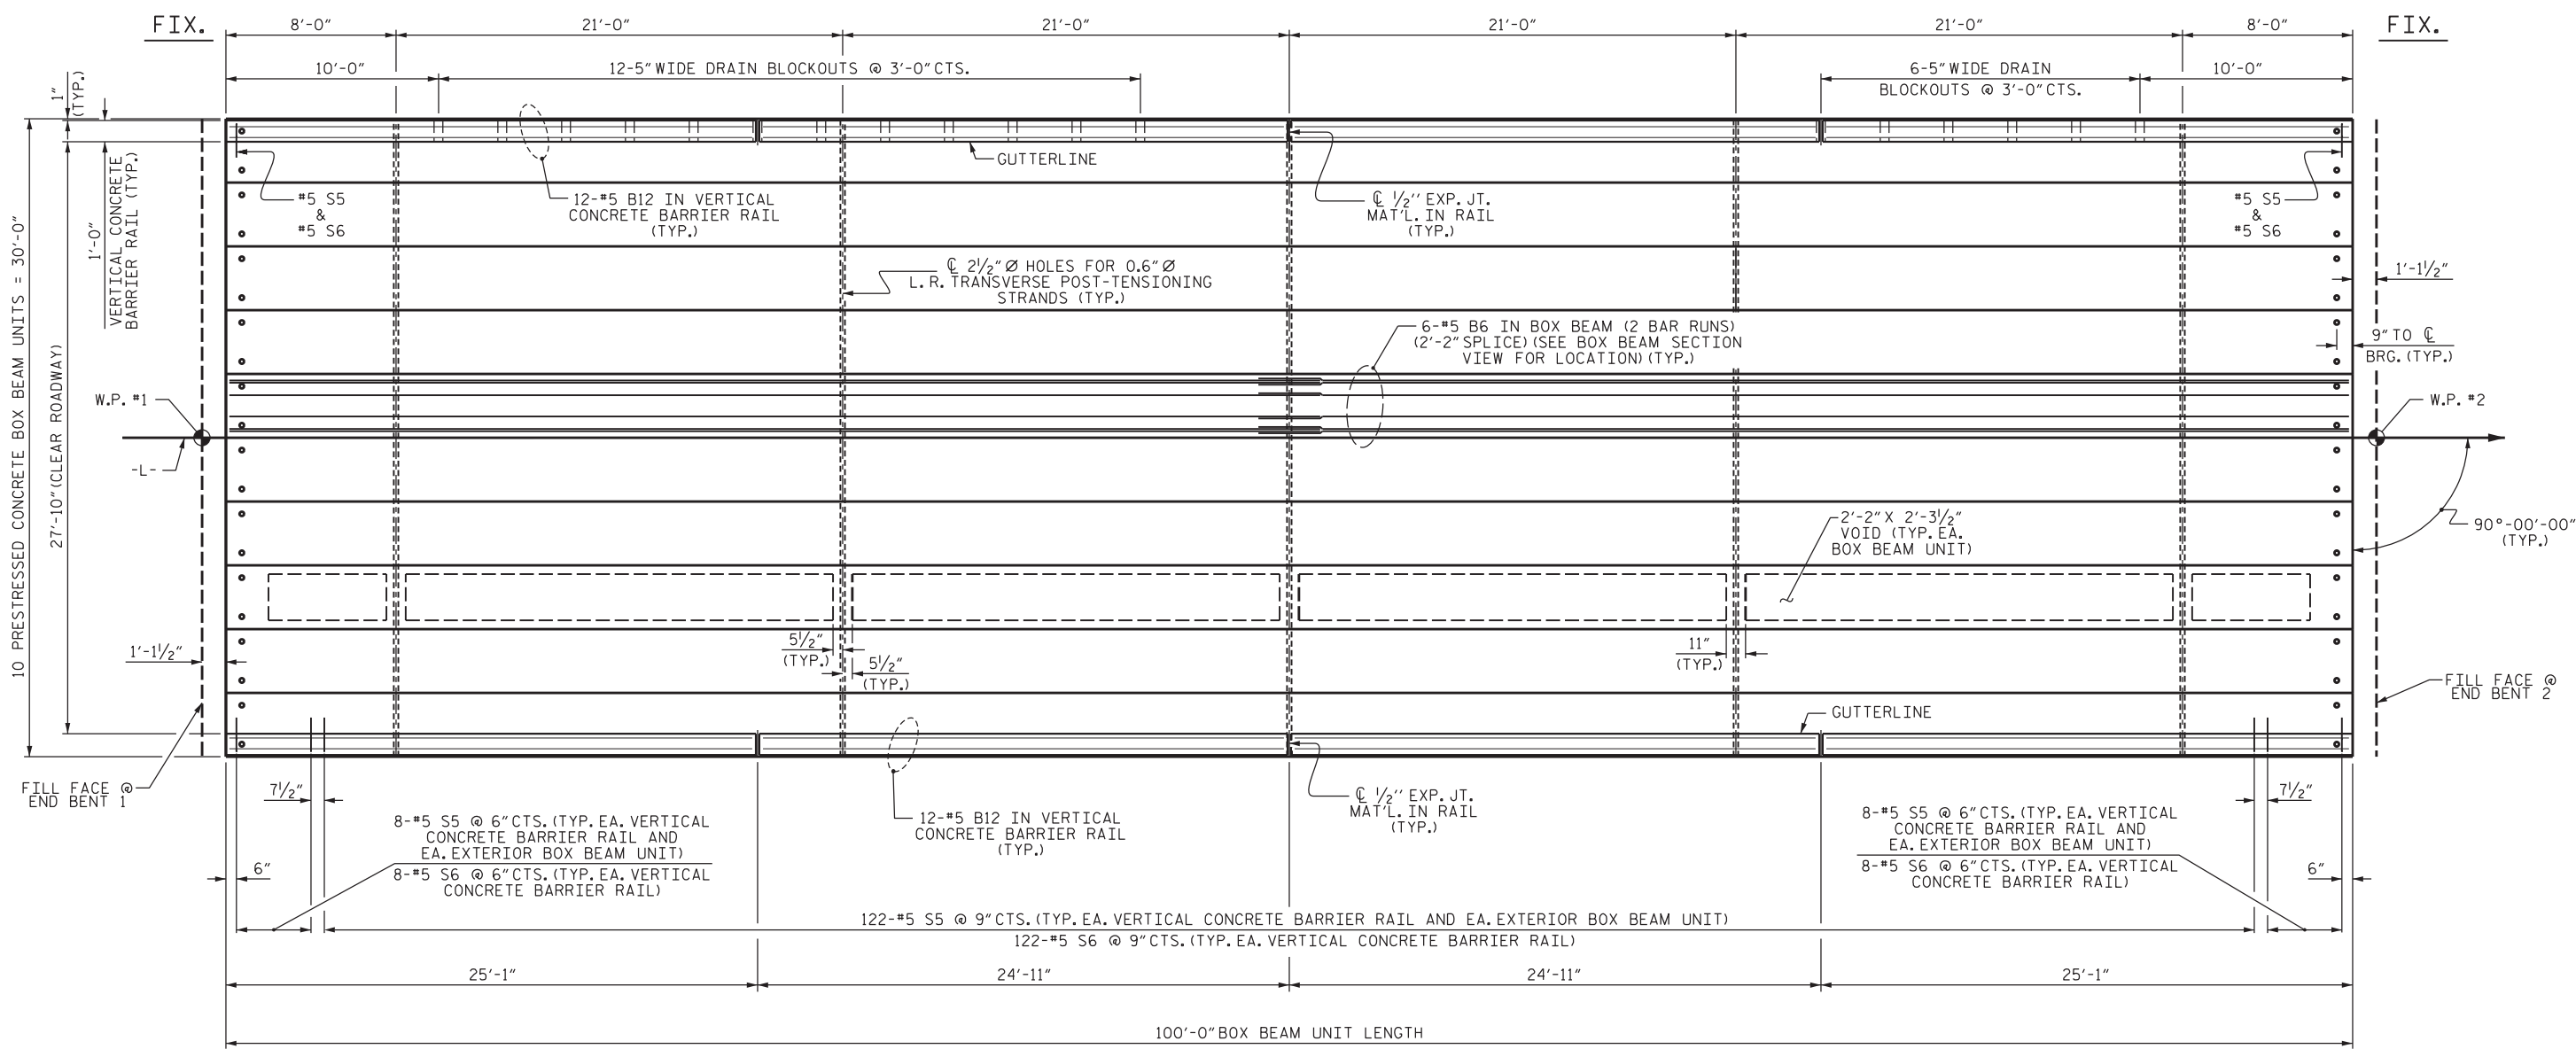 FIX.
8'-0"
21'-0"
21'-0"
21'-0"
21'-0"
8'-0"
FIX.
10'-0"
12-5" WIDE DRAIN BLOCKOUTS @ 3'-0" CTS.
6-5" WIDE DRAIN
BLOCKOUTS @ 3'-0" CTS.
10'-0"
1"
(TYP.)
1'-0"
VERTICAL CONCRETE
BARRIER RAIL (TYP.)
10 PRESTRESSED CONCRETE BOX BEAM UNITS = 30'-0"
27'-10" (CLEAR ROADWAY)
GUTTERLINE
#5 S5
&
#5 S6
12-#5 B12 IN VERTICAL
CONCRETE BARRIER RAIL
(TYP.)
℄ 1/2'' EXP. JT.
MAT'L. IN RAIL
(TYP.)
#5 S5
&
#5 S6
℄ 2 1/2" Ø HOLES FOR 0.6" Ø
L.R. TRANSVERSE POST-TENSIONING
STRANDS (TYP.)
1'-1 1/2"
6-#5 B6 IN BOX BEAM (2 BAR RUNS)
(2'-2" SPLICE) (SEE BOX BEAM SECTION
VIEW FOR LOCATION) (TYP.)
9" TO ℄
BRG. (TYP.)
W.P. #1
W.P. #2
-L-
2'-2" X 2'-3 1/2"
VOID (TYP. EA.
BOX BEAM UNIT)
90°-00'-00"
(TYP.)
1'-1 1/2"
5 1/2"
(TYP.)
5 1/2"
(TYP.)
11"
(TYP.)
FILL FACE @
END BENT 2
GUTTERLINE
FILL FACE @
END BENT 1
7 1/2"
7 1/2"
8-#5 S5 @ 6" CTS. (TYP. EA. VERTICAL
CONCRETE BARRIER RAIL AND
EA. EXTERIOR BOX BEAM UNIT)
8-#5 S6 @ 6" CTS. (TYP. EA. VERTICAL
CONCRETE BARRIER RAIL)
6"
12-#5 B12 IN VERTICAL
CONCRETE BARRIER RAIL
(TYP.)
℄ 1/2'' EXP. JT.
MAT'L. IN RAIL
(TYP.)
8-#5 S5 @ 6" CTS. (TYP. EA. VERTICAL
CONCRETE BARRIER RAIL AND
EA. EXTERIOR BOX BEAM UNIT)
8-#5 S6 @ 6" CTS. (TYP. EA. VERTICAL
CONCRETE BARRIER RAIL)
6"
122-#5 S5 @ 9" CTS. (TYP. EA. VERTICAL CONCRETE BARRIER RAIL AND EA. EXTERIOR BOX BEAM UNIT)
122-#5 S6 @ 9" CTS. (TYP. EA. VERTICAL CONCRETE BARRIER RAIL)
25'-1"
24'-11"
24'-11"
25'-1"
100'-0" BOX BEAM UNIT LENGTH